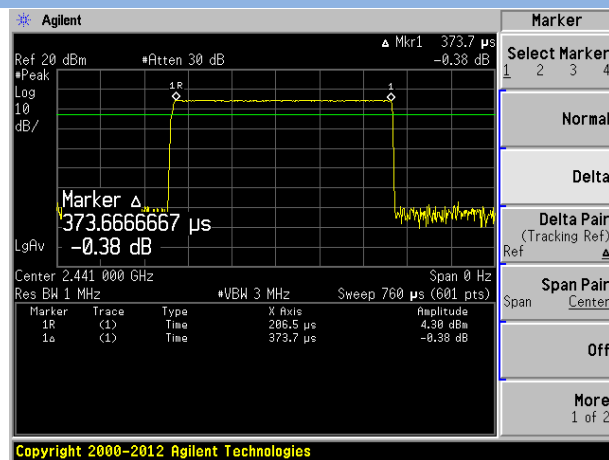 Agilent
Marker
Δ Mkr1 373.7 µs
Ref 20 dBm #Atten 30 dB -0.38 dB
#Peak
Log
10
dB/
1R
1
Marker Δ
373.6666667 µs
-0.38 dB
LgAv
Center 2.441 000 GHz Span 0 Hz
Res BW 1 MHz #VBW 3 MHz Sweep 760 µs (601 pts)
Marker Trace Type X Axis Amplitude
1R (1) Time 206.5 µs 4.30 dBm
1Δ (1) Time 373.7 µs -0.38 dB
Select Marker
1 2 3 4
Normal
Delta
Delta Pair
(Tracking Ref)
Ref Δ
Span Pair
Span Center
Off
More
1 of 2
Copyright 2000-2012 Agilent Technologies